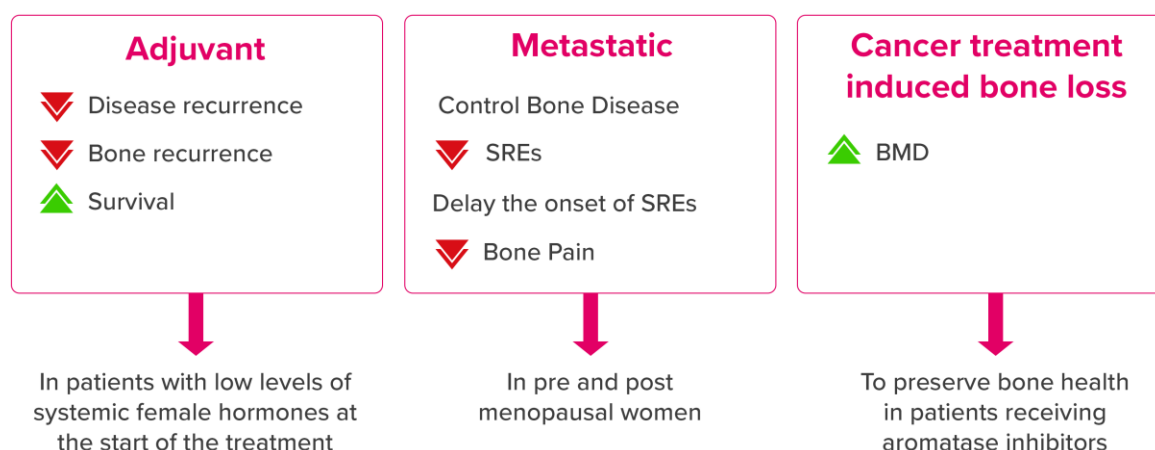 Adjuvant
Disease recurrence
Bone recurrence
Survival
In patients with low levels of
systemic female hormones at
the start of the treatment
Metastatic
Control Bone Disease
SREs
Delay the onset of SREs
Bone Pain
In pre and post
menopausal women
Cancer treatment
induced bone loss
BMD
To preserve bone health
in patients receiving
aromatase inhibitors